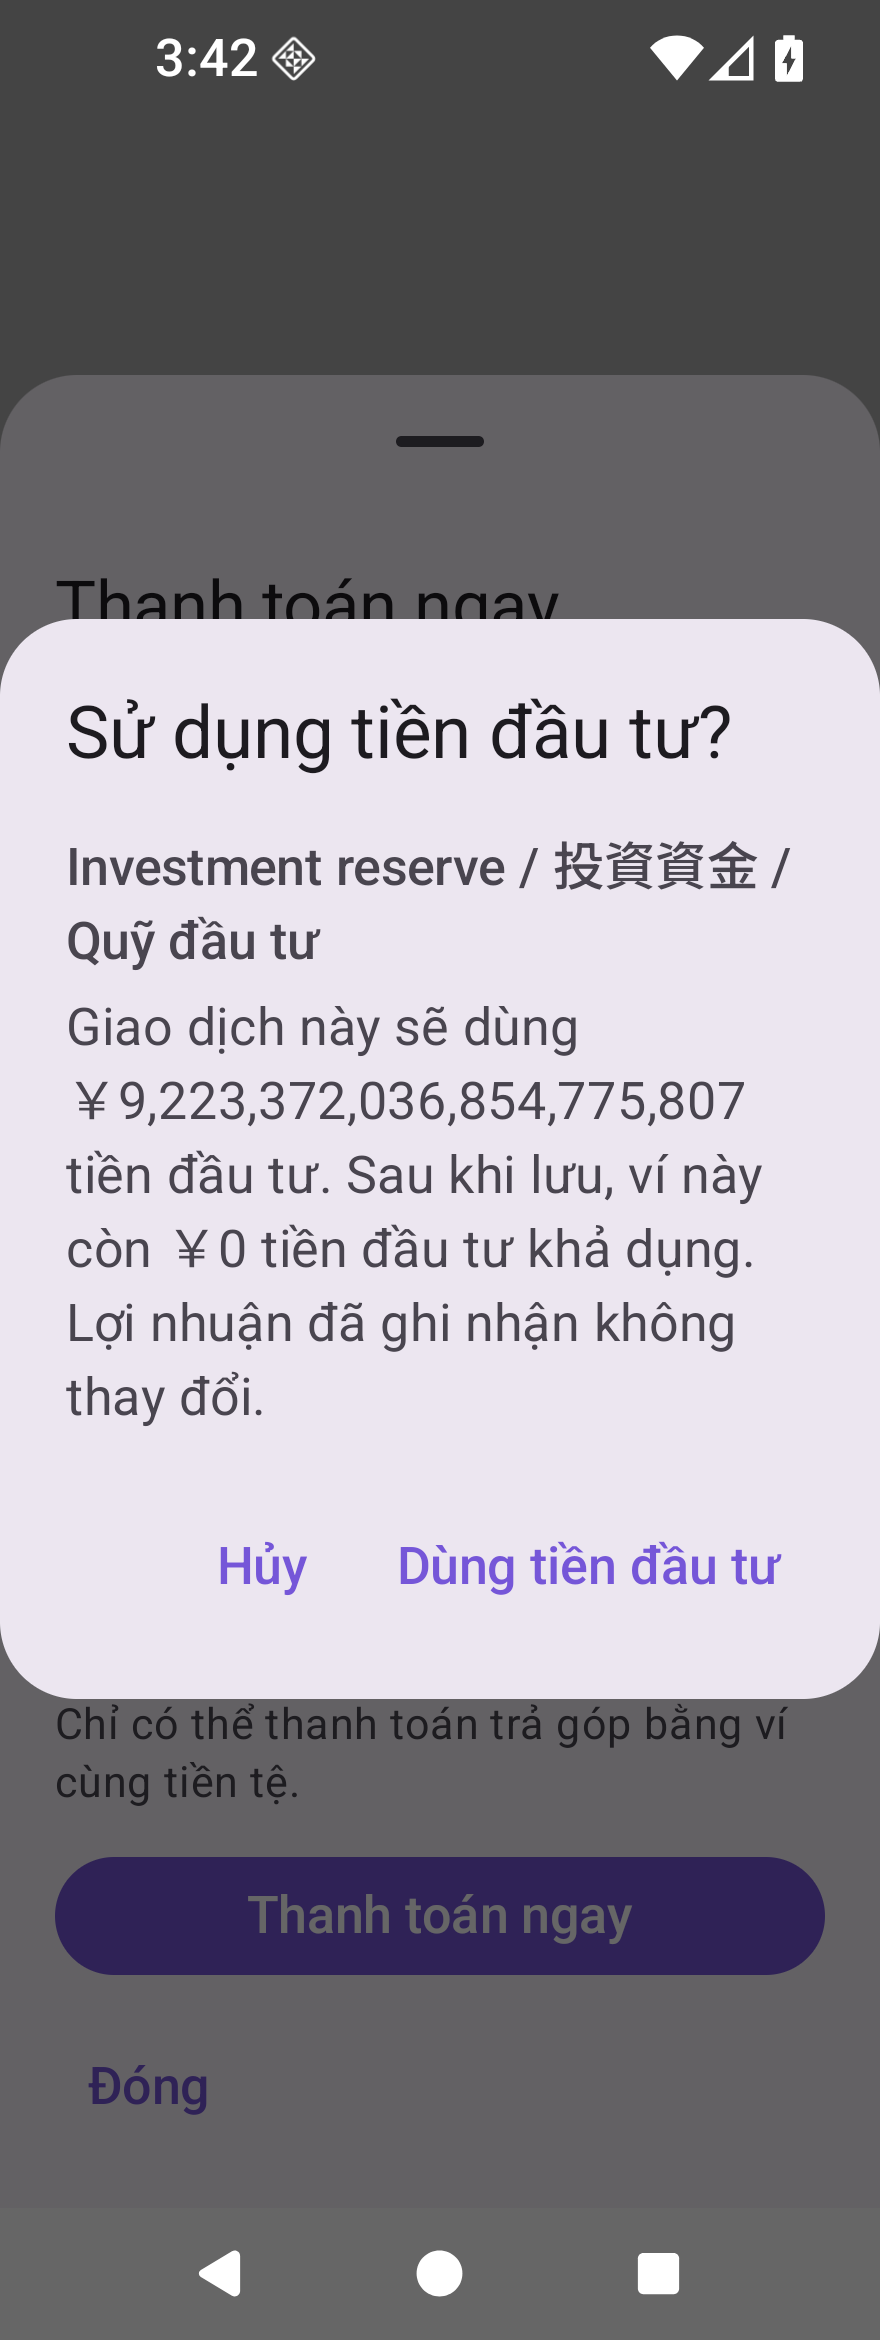 3:42
Thanh toán ngay
Sử dụng tiền đầu tư?
Investment reserve / 投資資金 /
Quỹ đầu tư
Giao dịch này sẽ dùng
￥9,223,372,036,854,775,807
tiền đầu tư. Sau khi lưu, ví này
còn ￥0 tiền đầu tư khả dụng.
Lợi nhuận đã ghi nhận không
thay đổi.
Hủy
Dùng tiền đầu tư
Chỉ có thể thanh toán trả góp bằng ví
cùng tiền tệ.
Thanh toán ngay
Đóng